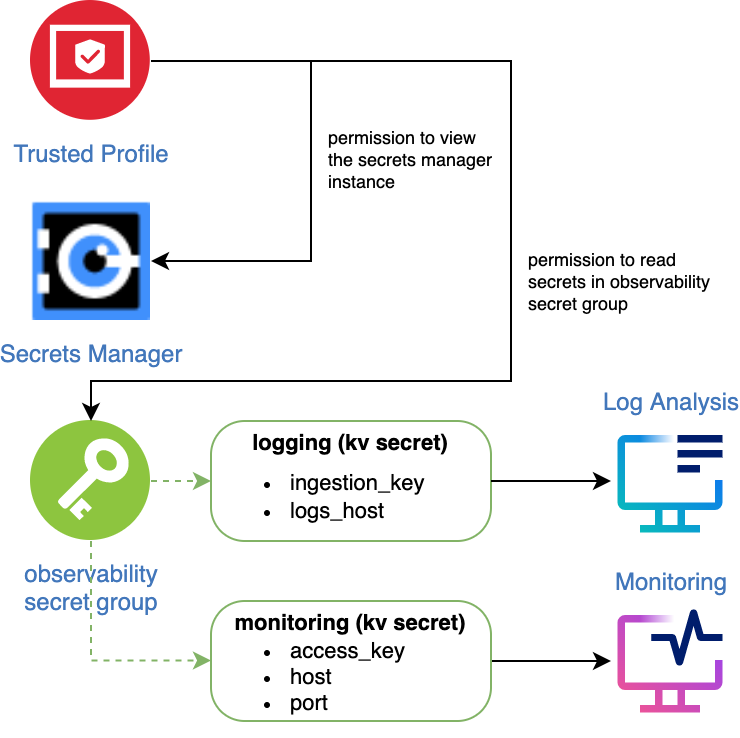 Trusted Profile
permission to view
the secrets manager
instance
Secrets Manager
permission to read
secrets in observability
secret group
observability
secret group
logging (kv secret)
• ingestion_key
• logs_host
Log Analysis
monitoring (kv secret)
• access_key
• host
• port
Monitoring